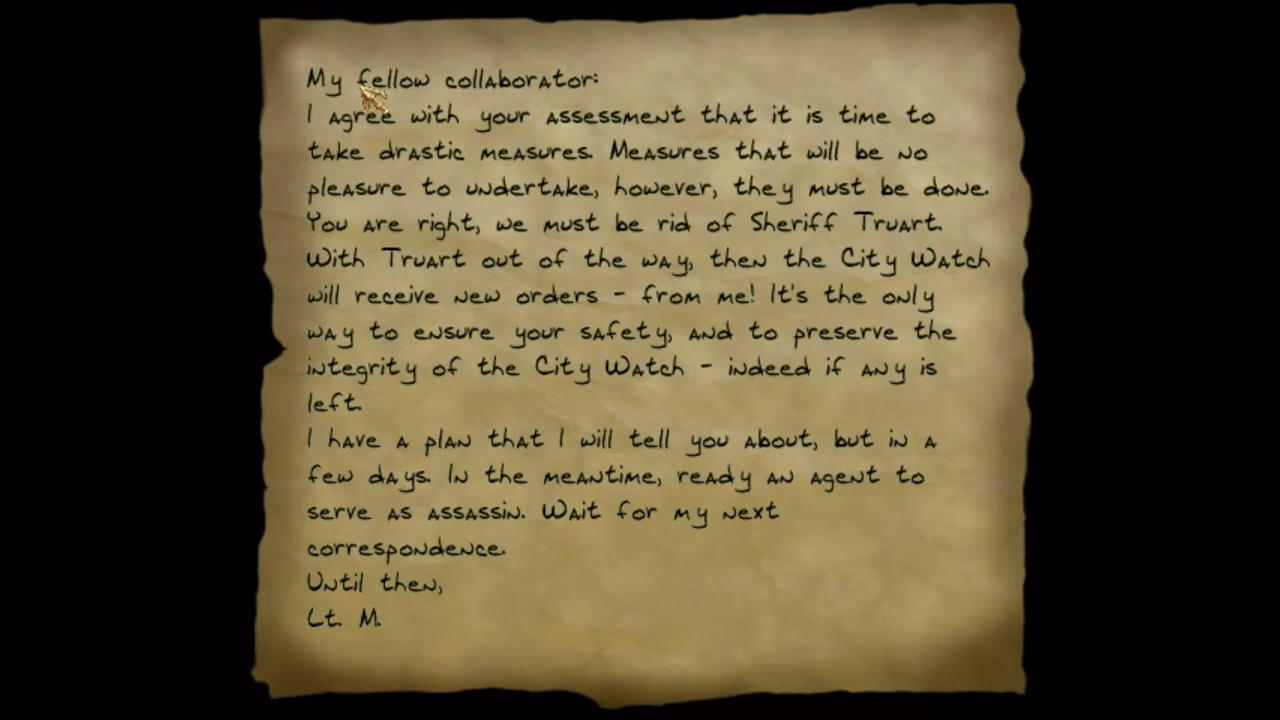 My fellow collaborator:
I agree with your assessment that it is time to
take drastic measures. Measures that will be no
pleasure to undertake, however, they must be done.
You are right, we must be rid of Sheriff Truart.
With Truart out of the way, then the City Watch
will receive new orders - from me! It's the only
way to ensure your safety, and to preserve the
integrity of the City Watch - indeed if any is
left.
I have a plan that I will tell you about, but in a
few days. In the meantime, ready an agent to
serve as assassin. Wait for my next
correspondence.
Until then,
Lt. M.